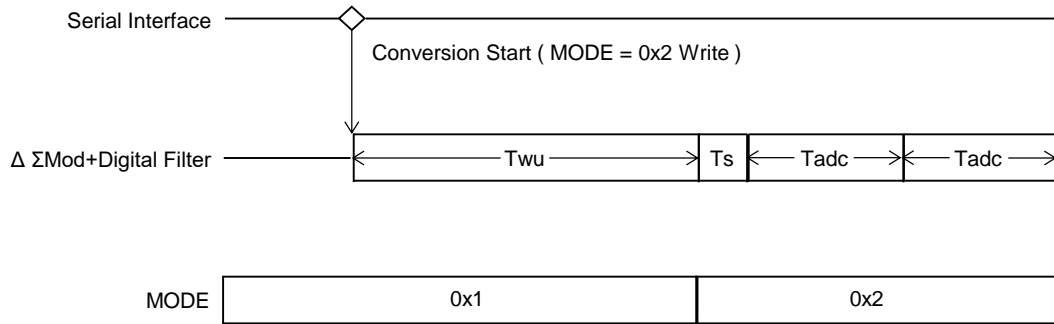 Serial Interface
Conversion Start ( MODE = 0x2 Write )
Δ ΣMod+Digital Filter Twu Ts Tadc Tadc
MODE 0x1 0x2